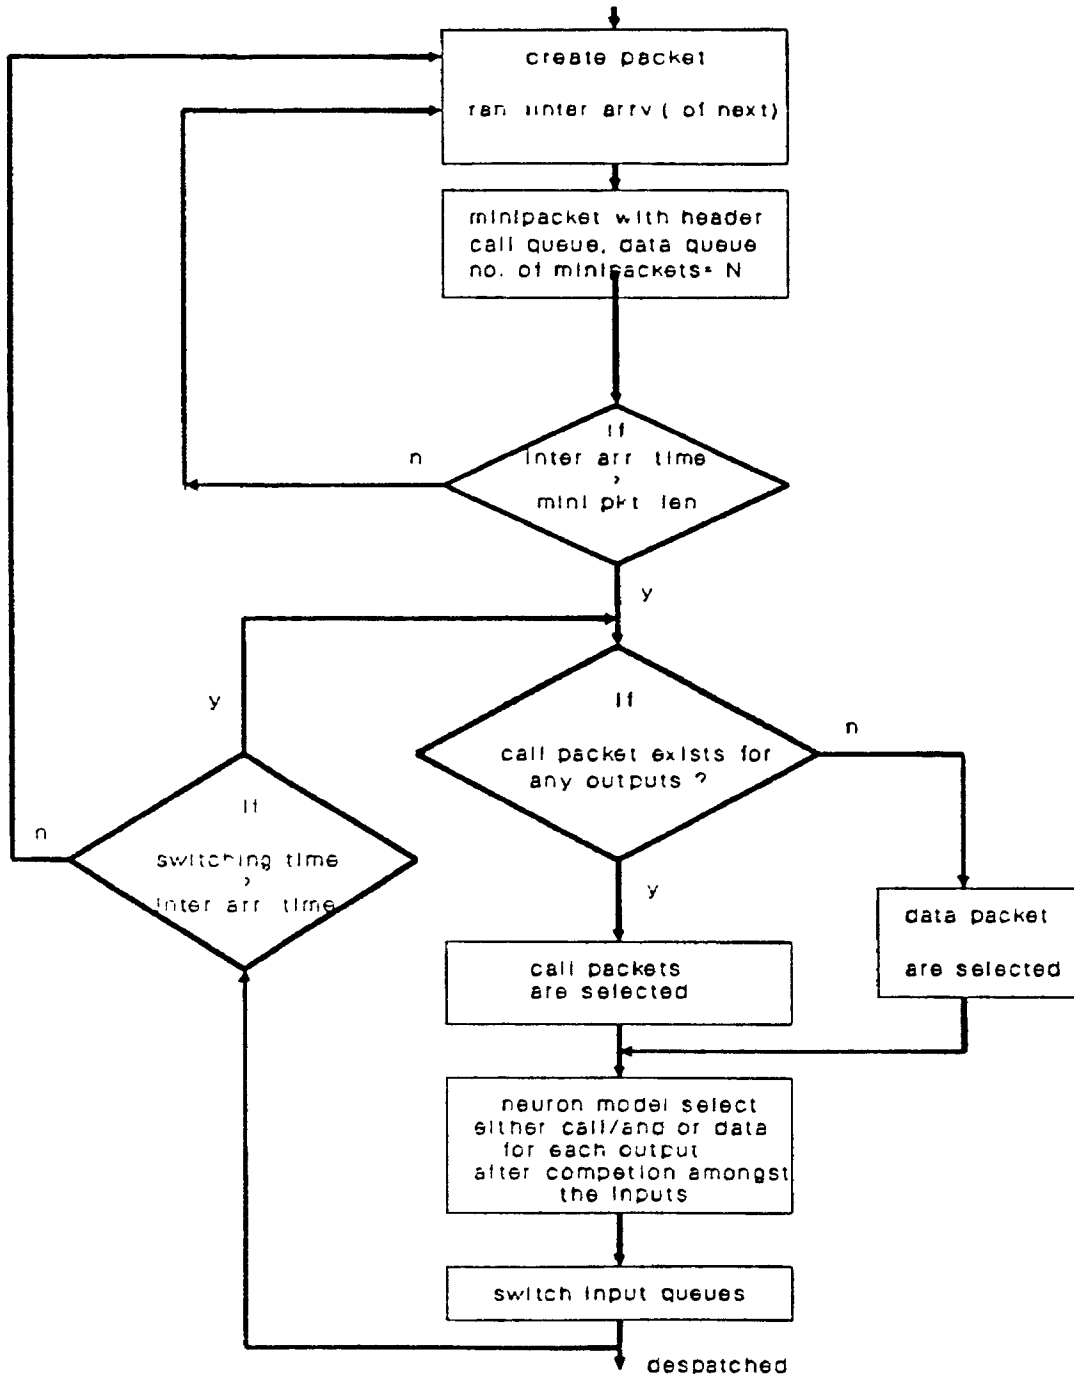 create packet
ran inter arrv ( of next)
minipacket with header
call queue, data queue
no. of minipackets= N
If
inter arr time
>
mini pkt len
n
y
If
call packet exists for
any outputs ?
n
y
y
If
switching time
>
inter arr time
n
data packet
are selected
call packets
are selected
neuron model select
either call/and or data
for each output
after competion amongst
the inputs
switch input queues
despatched